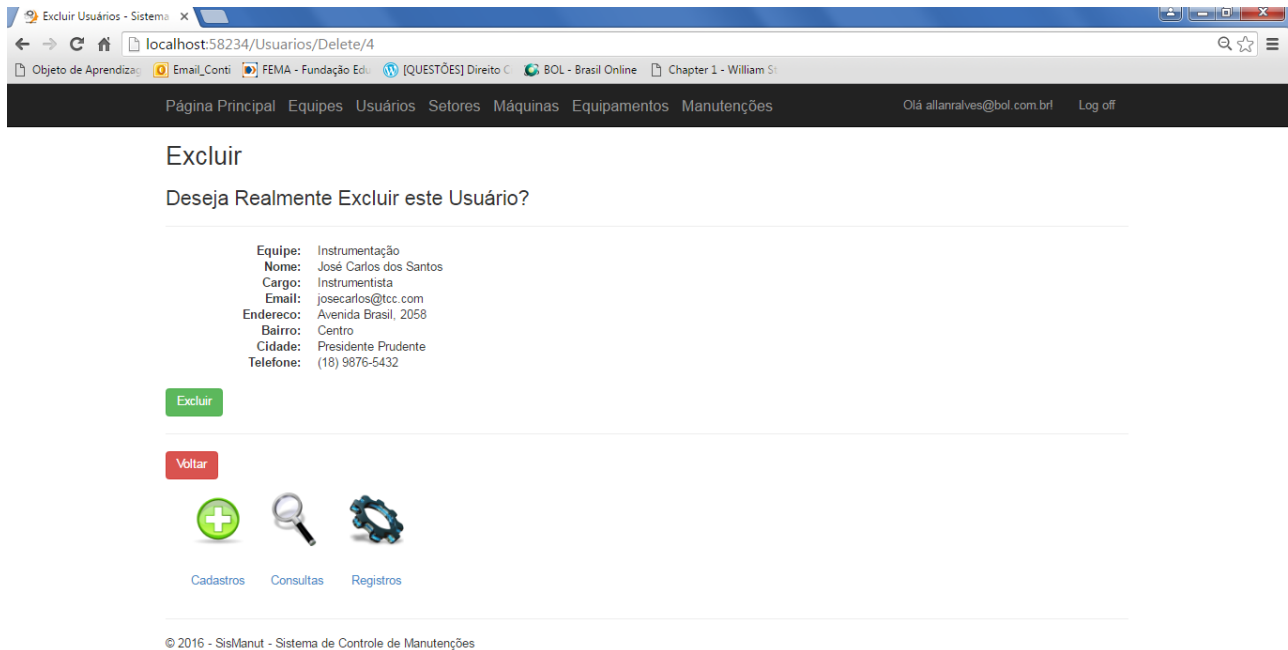 Excluir Usuários - Sistema
localhost:58234/Usuarios/Delete/4
Objeto de Aprendizag Email_Conti FEMA - Fundação Edu [QUESTÕES] Direito C BOL - Brasil Online Chapter 1 - William St
Página Principal Equipes Usuários Setores Máquinas Equipamentos Manutenções Olá allanralves@bol.com.br! Log off
Excluir
Deseja Realmente Excluir este Usuário?
Equipe: Instrumentação
Nome: José Carlos dos Santos
Cargo: Instrumentista
Email: josecarlos@tcc.com
Endereco: Avenida Brasil, 2058
Bairro: Centro
Cidade: Presidente Prudente
Telefone: (18) 9876-5432
Excluir
Voltar
Cadastros Consultas Registros
© 2016 - SisManut - Sistema de Controle de Manutenções